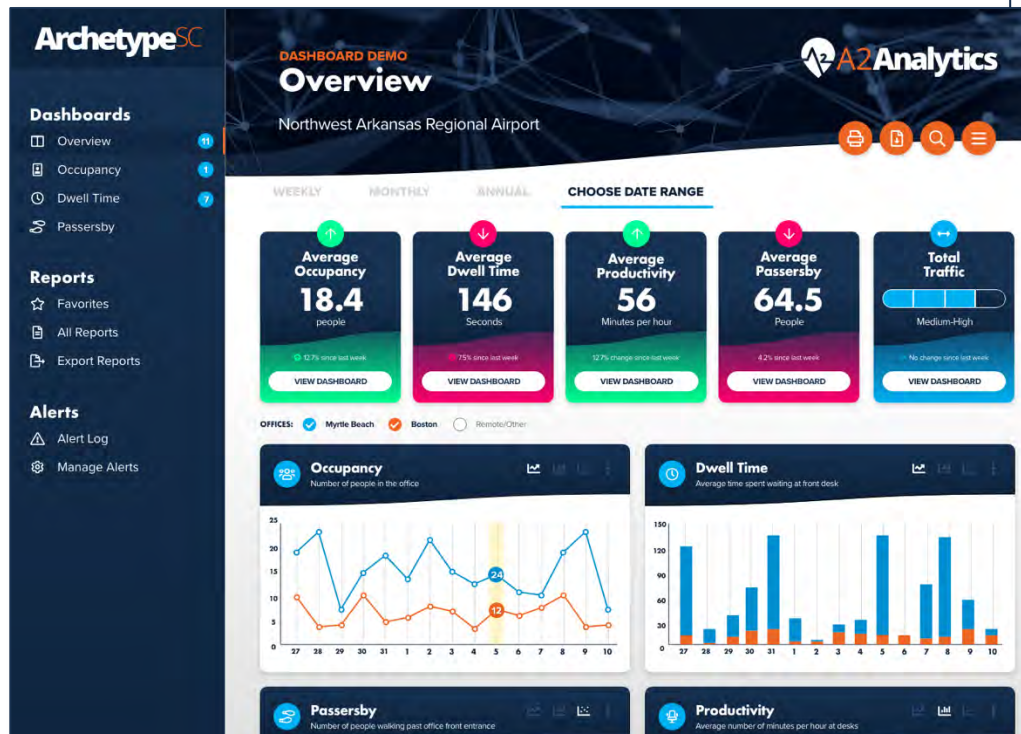 ArchetypeSC
Dashboards
Overview 11
Occupancy 1
Dwell Time 7
Passersby
Reports
Favorites
All Reports
Export Reports
Alerts
Alert Log
Manage Alerts
DASHBOARD DEMO
Overview
Northwest Arkansas Regional Airport
A2 A2Analytics
WEEKLY MONTHLY ANNUAL CHOOSE DATE RANGE
Average
Occupancy
18.4
people
12.7% since last week
VIEW DASHBOARD
Average
Dwell Time
146
Seconds
7.5% since last week
VIEW DASHBOARD
Average
Productivity
56
Minutes per hour
12.7% change since last week
VIEW DASHBOARD
Average
Passersby
64.5
People
4.2% since last week
VIEW DASHBOARD
Total
Traffic
Medium-High
No change since last week
VIEW DASHBOARD
OFFICES: Myrtle Beach Boston Remote/Other
Occupancy
Number of people in the office
25
20
15
10
5
0
24
12
27 28 29 30 31 1 2 3 4 5 6 7 8 9 10
Dwell Time
Average time spent waiting at front desk
150
120
90
60
30
0
27 28 29 30 31 1 2 3 4 5 6 7 8 9 10
Passersby
Number of people walking past office front entrance
Productivity
Average number of minutes per hour at desks